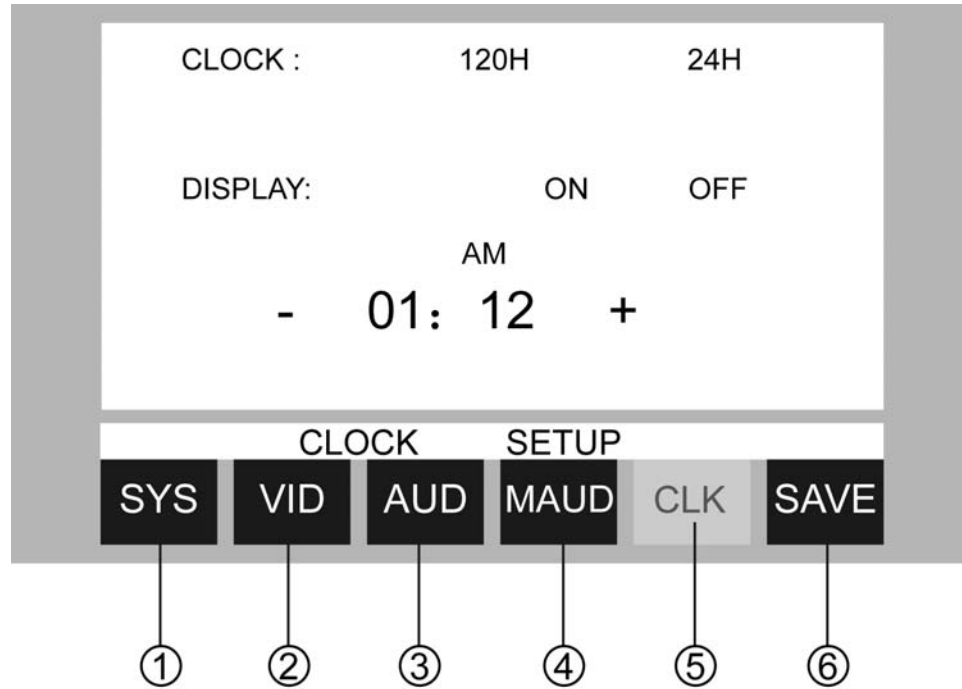 CLOCK : 120H 24H
DISPLAY: ON OFF
AM
- 01: 12 +
CLOCK SETUP
SYS VID AUD MAUD CLK SAVE
① ② ③ ④ ⑤ ⑥